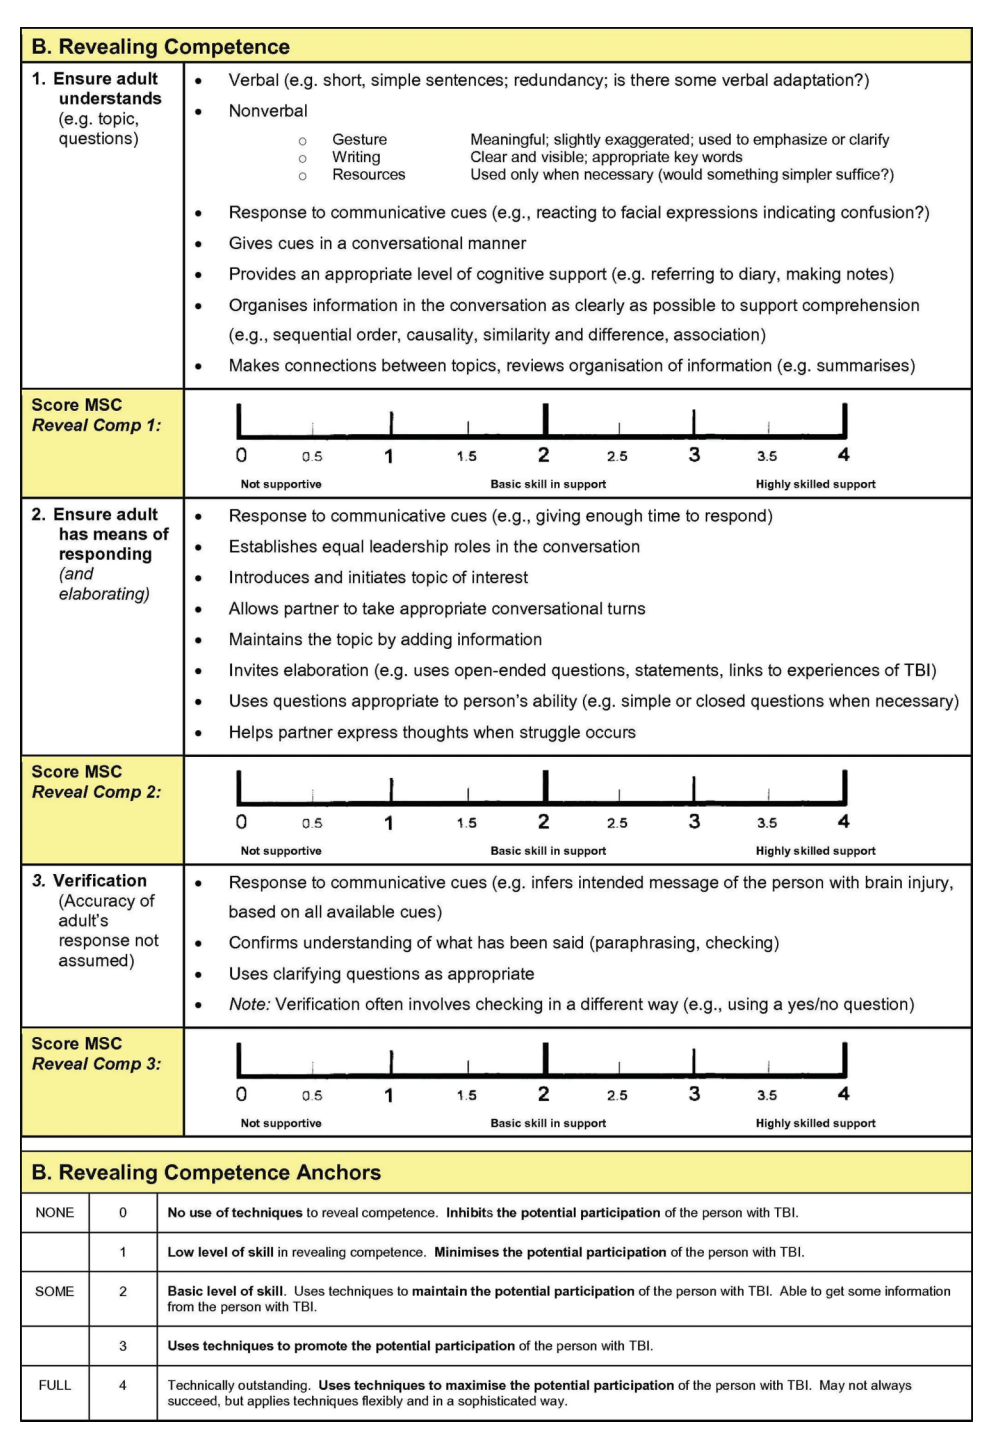 B. Revealing Competence
1. Ensure adult
understands
(e.g. topic,
questions)
• Verbal (e.g. short, simple sentences; redundancy; is there some verbal adaptation?)
• Nonverbal
o Gesture Meaningful; slightly exaggerated; used to emphasize or clarify
o Writing Clear and visible; appropriate key words
o Resources Used only when necessary (would something simpler suffice?)
• Response to communicative cues (e.g., reacting to facial expressions indicating confusion?)
• Gives cues in a conversational manner
• Provides an appropriate level of cognitive support (e.g. referring to diary, making notes)
• Organises information in the conversation as clearly as possible to support comprehension
(e.g., sequential order, causality, similarity and difference, association)
• Makes connections between topics, reviews organisation of information (e.g. summarises)
Score MSC
Reveal Comp 1:
0 0.5 1 1.5 2 2.5 3 3.5 4
Not supportive Basic skill in support Highly skilled support
2. Ensure adult
has means of
responding
(and
elaborating)
• Response to communicative cues (e.g., giving enough time to respond)
• Establishes equal leadership roles in the conversation
• Introduces and initiates topic of interest
• Allows partner to take appropriate conversational turns
• Maintains the topic by adding information
• Invites elaboration (e.g. uses open-ended questions, statements, links to experiences of TBI)
• Uses questions appropriate to person's ability (e.g. simple or closed questions when necessary)
• Helps partner express thoughts when struggle occurs
Score MSC
Reveal Comp 2:
0 0.5 1 1.5 2 2.5 3 3.5 4
Not supportive Basic skill in support Highly skilled support
3. Verification
(Accuracy of
adult's
response not
assumed)
• Response to communicative cues (e.g. infers intended message of the person with brain injury,
based on all available cues)
• Confirms understanding of what has been said (paraphrasing, checking)
• Uses clarifying questions as appropriate
• Note: Verification often involves checking in a different way (e.g., using a yes/no question)
Score MSC
Reveal Comp 3:
0 0.5 1 1.5 2 2.5 3 3.5 4
Not supportive Basic skill in support Highly skilled support
B. Revealing Competence Anchors
NONE 0 No use of techniques to reveal competence. Inhibits the potential participation of the person with TBI.
1 Low level of skill in revealing competence. Minimises the potential participation of the person with TBI.
SOME 2 Basic level of skill. Uses techniques to maintain the potential participation of the person with TBI. Able to get some information
from the person with TBI.
3 Uses techniques to promote the potential participation of the person with TBI.
FULL 4 Technically outstanding. Uses techniques to maximise the potential participation of the person with TBI. May not always
succeed, but applies techniques flexibly and in a sophisticated way.